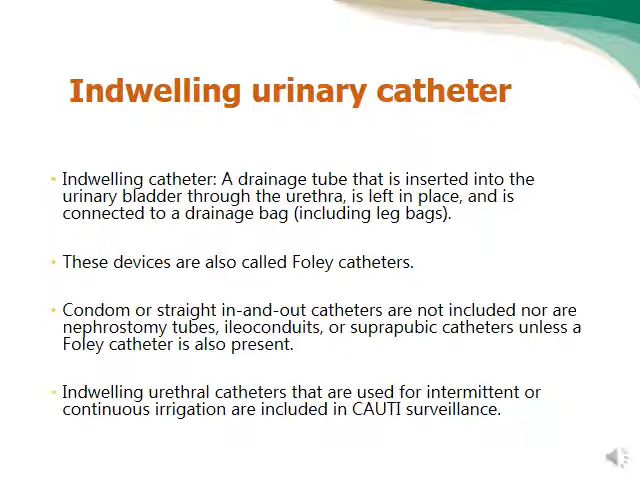 Indwelling urinary catheter
• Indwelling catheter: A drainage tube that is inserted into the
urinary bladder through the urethra, is left in place, and is
connected to a drainage bag (including leg bags).
• These devices are also called Foley catheters.
• Condom or straight in-and-out catheters are not included nor are
nephrostomy tubes, ileoconduits, or suprapubic catheters unless a
Foley catheter is also present.
• Indwelling urethral catheters that are used for intermittent or
continuous irrigation are included in CAUTI surveillance.